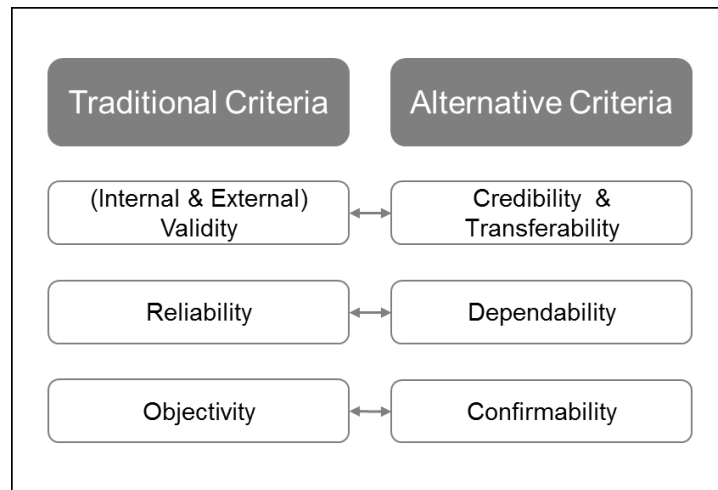 Traditional Criteria
Alternative Criteria
(Internal & External)
Validity
Credibility &
Transferability
Reliability
Dependability
Objectivity
Confirmability